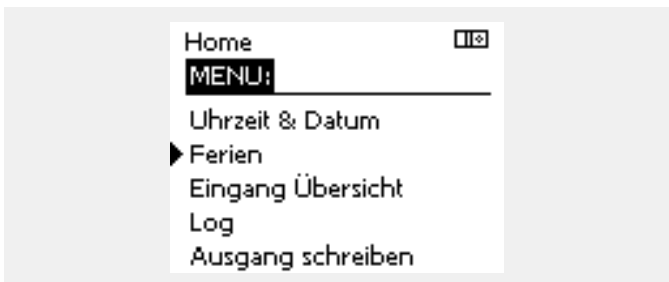 Home
MENU:
Uhrzeit & Datum
Ferien
Eingang Übersicht
Log
Ausgang schreiben